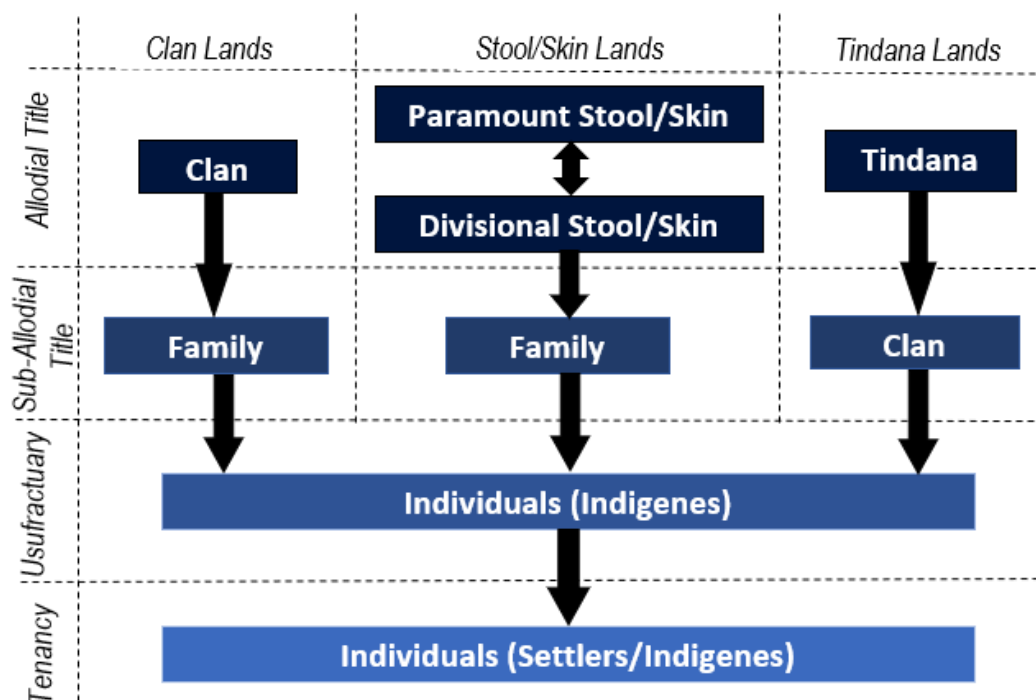 Clan Lands
Stool/Skin Lands
Tindana Lands
Allodial Title
Paramount Stool/Skin
Clan
Tindana
Divisional Stool/Skin
Sub-Allodial
Title
Family
Family
Clan
Usufractuary
Individuals (Indigenes)
Tenancy
Individuals (Settlers/Indigenes)